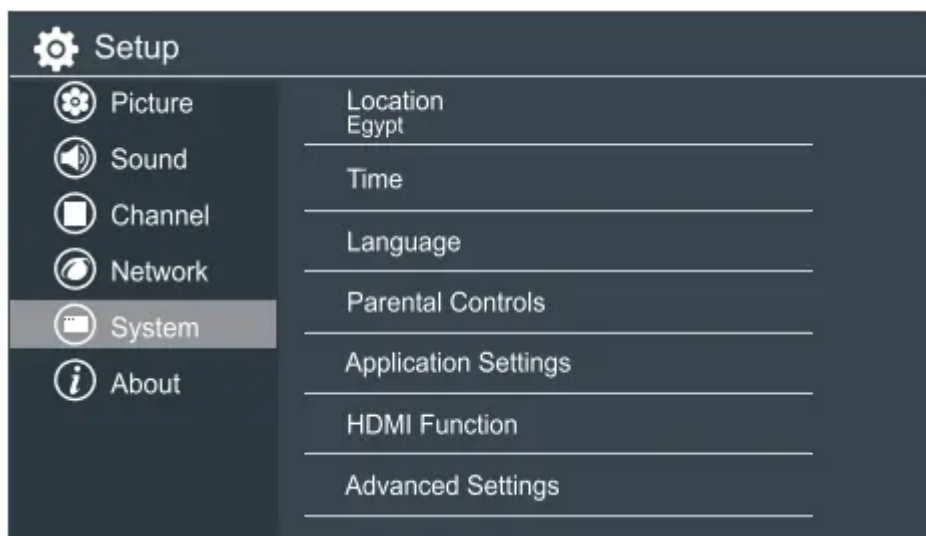 Setup
Picture
Sound
Channel
Network
System
About
Location
Egypt
Time
Language
Parental Controls
Application Settings
HDMI Function
Advanced Settings